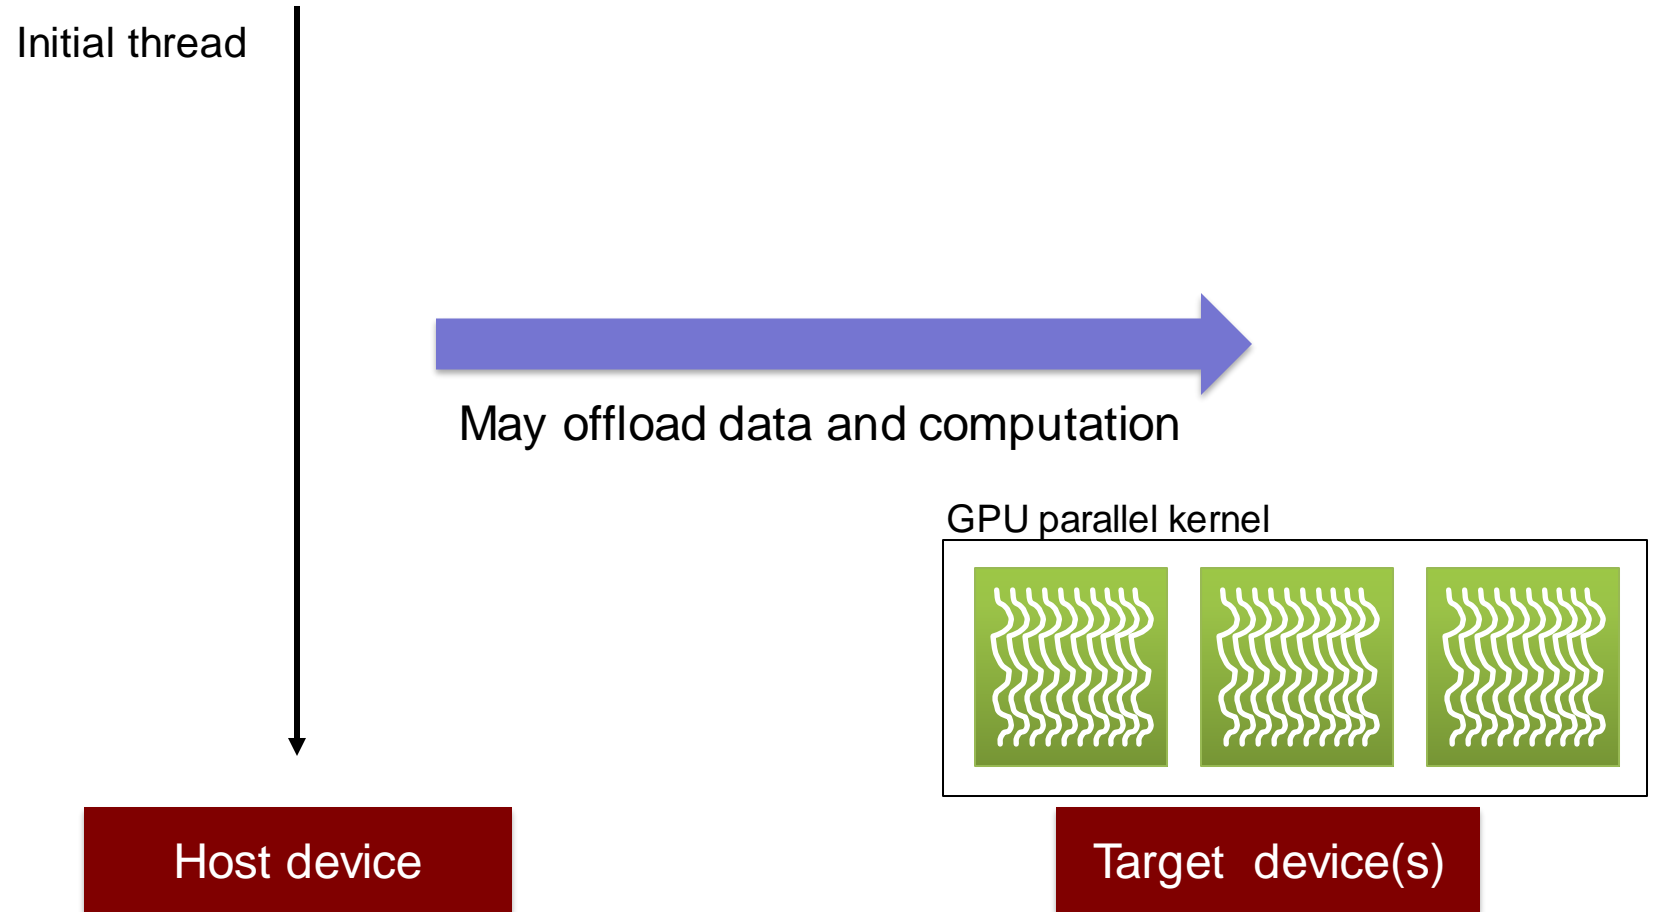 Initial thread
May offload data and computation
GPU parallel kernel
Host device
Target device(s)